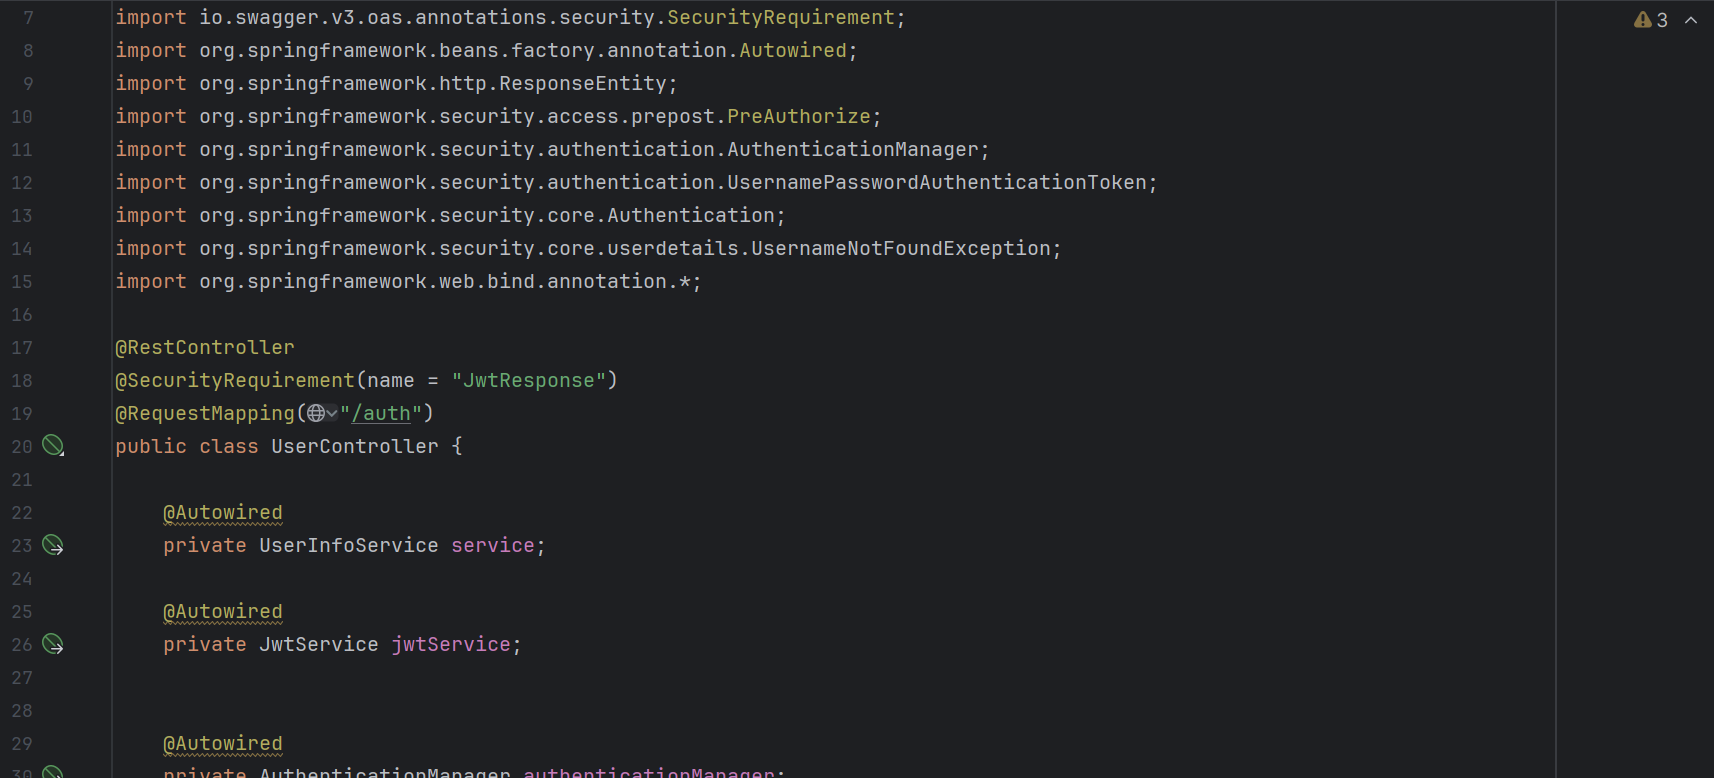 7 import io.swagger.v3.oas.annotations.security.SecurityRequirement;
8 import org.springframework.beans.factory.annotation.Autowired;
9 import org.springframework.http.ResponseEntity;
10 import org.springframework.security.access.prepost.PreAuthorize;
11 import org.springframework.security.authentication.AuthenticationManager;
12 import org.springframework.security.authentication.UsernamePasswordAuthenticationToken;
13 import org.springframework.security.core.Authentication;
14 import org.springframework.security.core.userdetails.UsernameNotFoundException;
15 import org.springframework.web.bind.annotation.*;
16
17 @RestController
18 @SecurityRequirement(name = "JwtResponse")
19 @RequestMapping("/auth")
20 public class UserController {
21
22 @Autowired
23 private UserInfoService service;
24
25 @Autowired
26 private JwtService jwtService;
27
28
29 @Autowired
30 private AuthenticationManager authenticationManager;
3